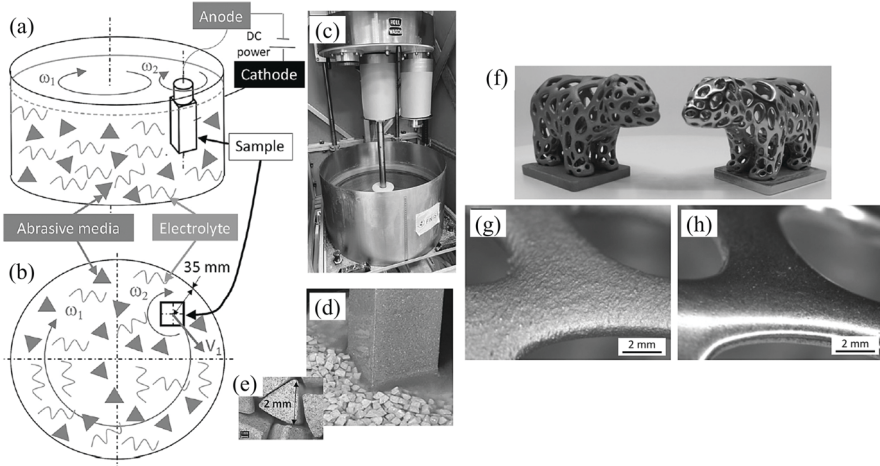 (a)
Anode
DC
power
ω1
ω2
Cathode
Sample
Abrasive media
Electrolyte
(b)
35 mm
ω2
ω1
V1
(c)
(d)
(e)
2 mm
(f)
(g)
2 mm
(h)
2 mm